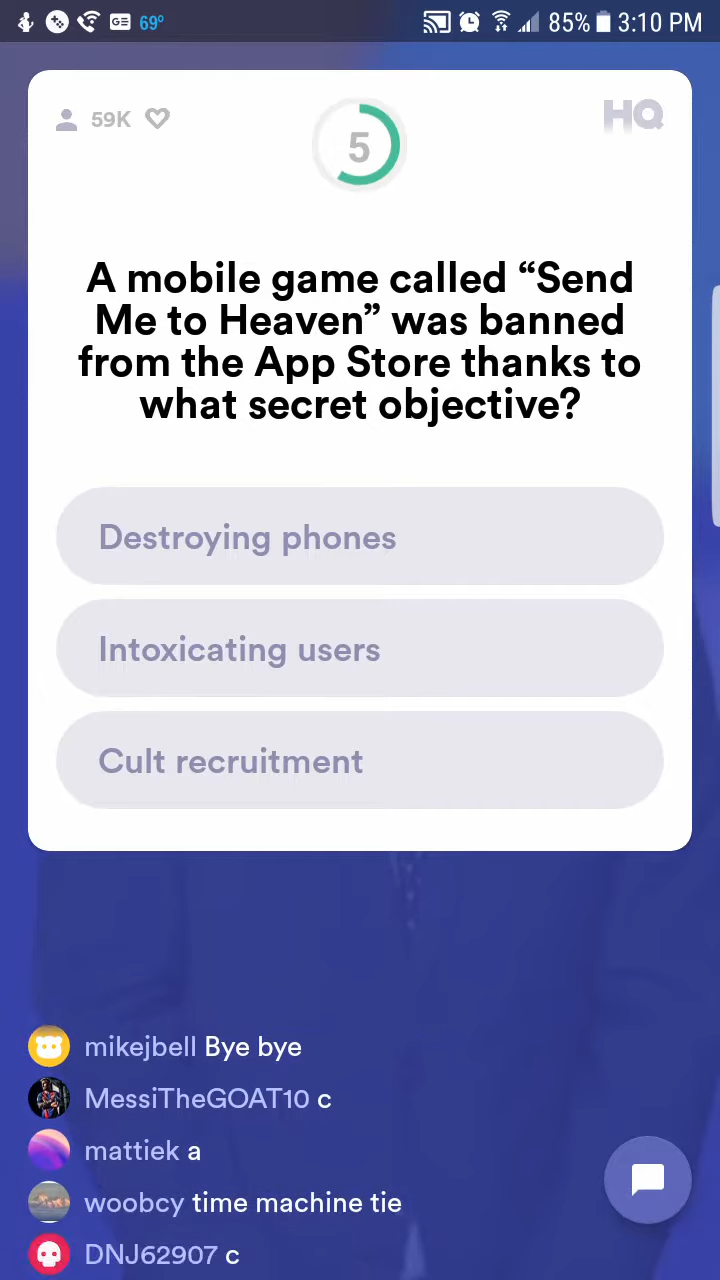 69° 85% 3:10 PM
59K 5 HQ
A mobile game called “Send
Me to Heaven” was banned
from the App Store thanks to
what secret objective?
Destroying phones
Intoxicating users
Cult recruitment
mikejbell Bye bye
MessiTheGOAT10 c
mattiek a
woobcy time machine tie
DNJ62907 c